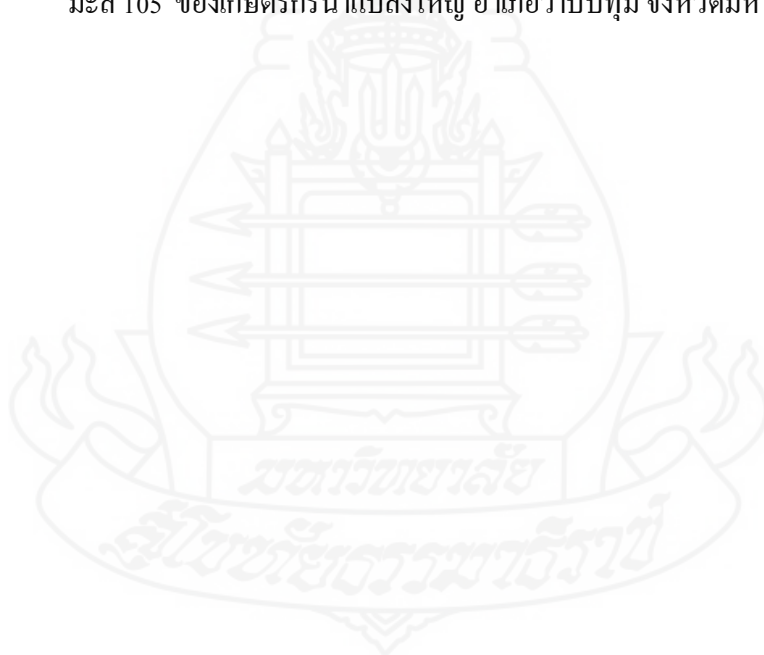 มะลิ 105 ของเกษตรกรนาแปลงใหญ่ อำเภอวาปีปทุม จังหวัดมห
มหาวิทยาลัย
สุโขทัยธรรมาธิราช